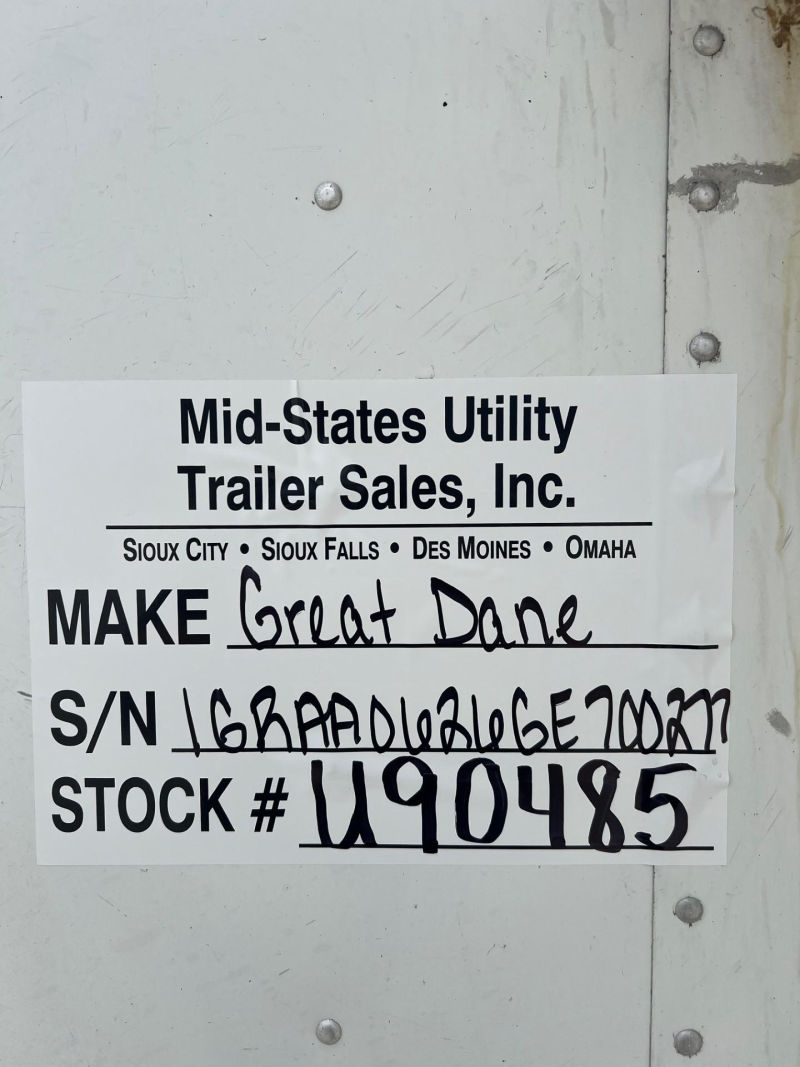 Mid-States Utility
Trailer Sales, Inc.
SIOUX CITY • SIOUX FALLS • DES MOINES • OMAHA
MAKE Great Dane
S/N 1GRAA0626GE700277
STOCK # U90485